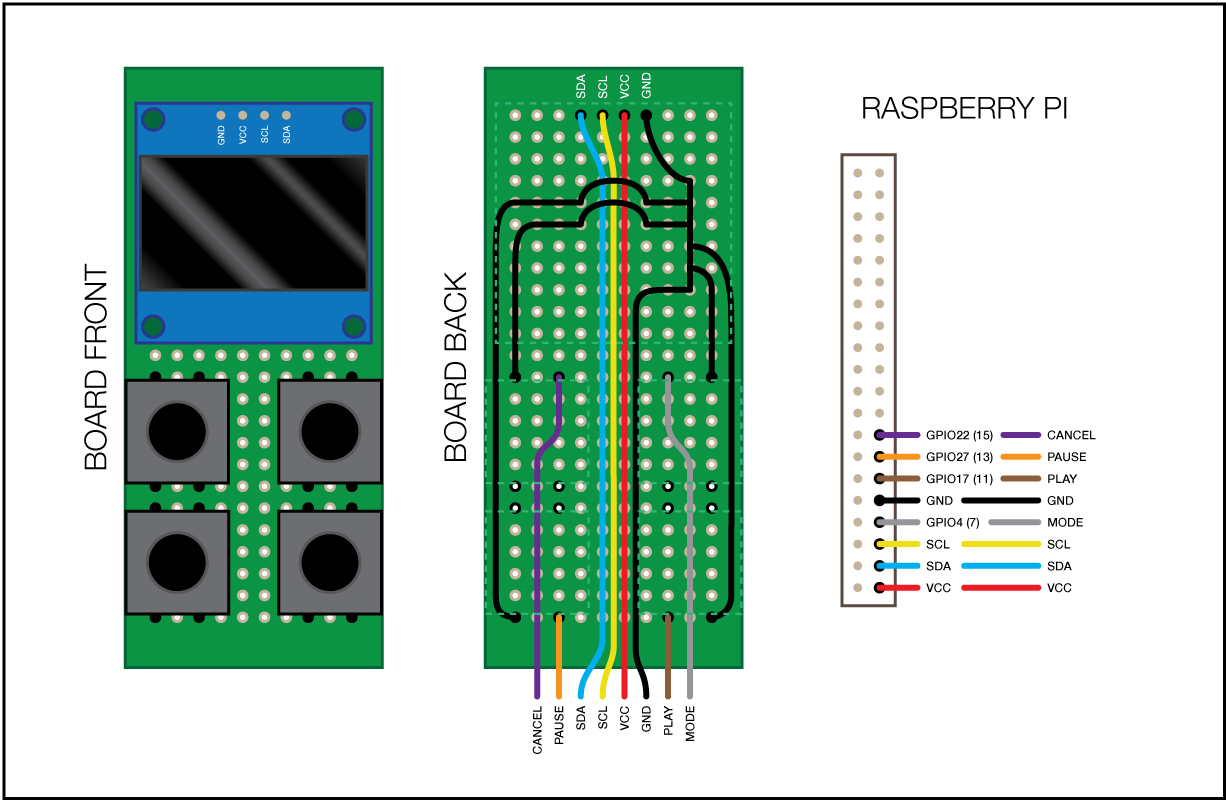 BOARD FRONT
GND
VCC
SCL
SDA
BOARD BACK
SDA
SCL
VCC
GND
CANCEL
PAUSE
SDA
SCL
VCC
GND
PLAY
MODE
RASPBERRY PI
GPIO22 (15) CANCEL
GPIO27 (13) PAUSE
GPIO17 (11) PLAY
GND GND
GPIO4 (7) MODE
SCL SCL
SDA SDA
VCC VCC